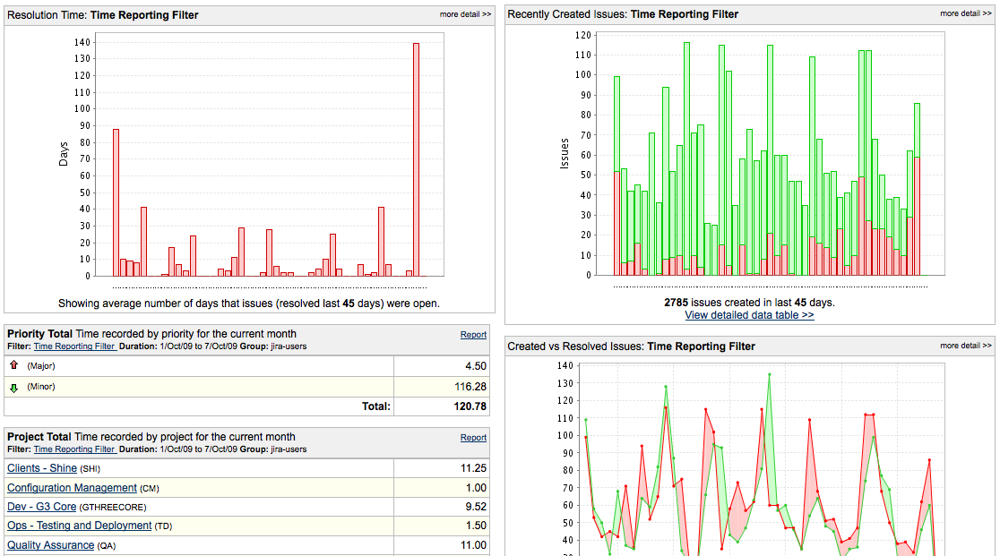 Resolution Time: Time Reporting Filter
more detail >>
140
130
120
110
100
90
80
70
60
50
40
30
20
10
0
Days
Showing average number of days that issues (resolved last 45 days) were open.
Priority Total Time recorded by priority for the current month
Report
Filter: Time Reporting Filter Duration: 1/Oct/09 to 7/Oct/09 Group: jira-users
(Major) 4.50
(Minor) 116.28
Total: 120.78
Project Total Time recorded by project for the current month
Report
Filter: Time Reporting Filter Duration: 1/Oct/09 to 7/Oct/09 Group: jira-users
Clients - Shine (SHI) 11.25
Configuration Management (CM) 1.00
Dev - G3 Core (GTHREECORE) 9.52
Ops - Testing and Deployment (TD) 1.50
Quality Assurance (QA) 11.00
Recently Created Issues: Time Reporting Filter
more detail >>
120
110
100
90
80
70
60
50
40
30
20
10
0
Issues
2785 issues created in last 45 days.
View detailed data table >>
Created vs Resolved Issues: Time Reporting Filter
more detail >>
140
130
120
110
100
90
80
70
60
50
40